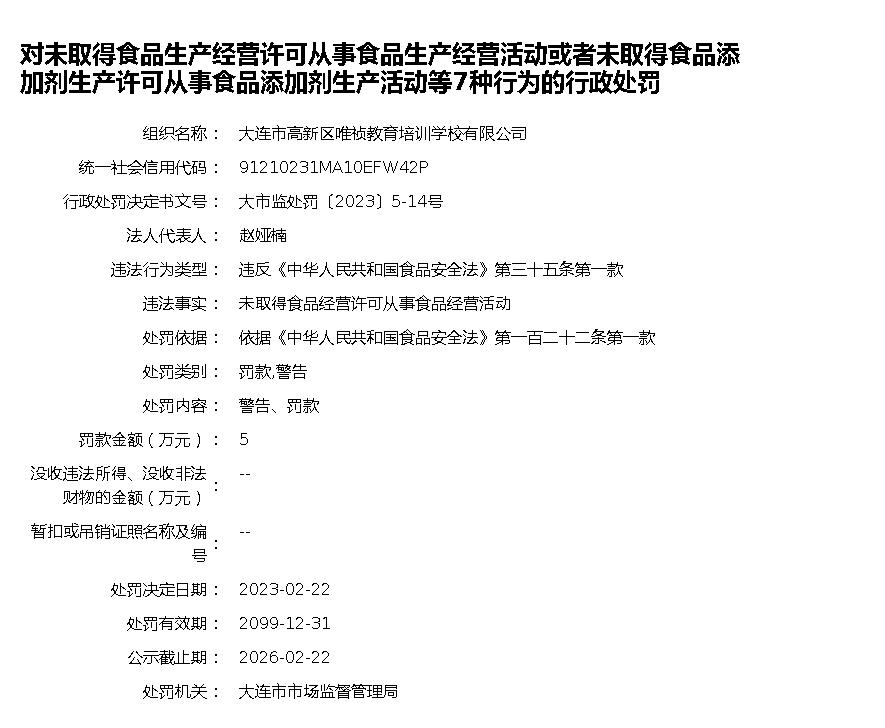 对未取得食品生产经营许可从事食品生产经营活动或者未取得食品添
加剂生产许可从事食品添加剂生产活动等7种行为的行政处罚
组织名称： 大连市高新区唯祯教育培训学校有限公司
统一社会信用代码： 91210231MA10EFW42P
行政处罚决定书文号： 大市监处罚〔2023〕5-14号
法人代表人： 赵娅楠
违法行为类型： 违反《中华人民共和国食品安全法》第三十五条第一款
违法事实： 未取得食品经营许可从事食品经营活动
处罚依据： 依据《中华人民共和国食品安全法》第一百二十二条第一款
处罚类别： 罚款,警告
处罚内容： 警告、罚款
罚款金额（万元）： 5
没收违法所得、没收非法
财物的金额（万元）： --
暂扣或吊销证照名称及编
号： --
处罚决定日期： 2023-02-22
处罚有效期： 2099-12-31
公示截止期： 2026-02-22
处罚机关： 大连市市场监督管理局